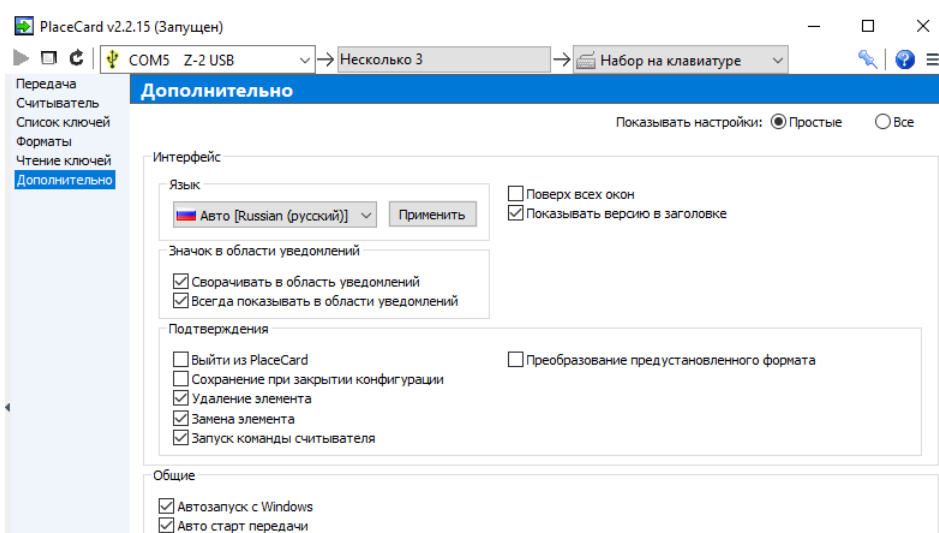 PlaceCard v2.2.15 (Запущен)
COM5 Z-2 USB
Несколько 3
Набор на клавиатуре
Передача
Считыватель
Список ключей
Форматы
Чтение ключей
Дополнительно
Дополнительно
Показывать настройки: Простые Все
Интерфейс
Язык
Авто [Russian (русский)] Применить
Поверх всех окон
Показывать версию в заголовке
Значок в области уведомлений
Сворачивать в область уведомлений
Всегда показывать в области уведомлений
Подтверждения
Выйти из PlaceCard
Преобразование предустановленного формата
Сохранение при закрытии конфигурации
Удаление элемента
Замена элемента
Запуск команды считывателя
Общие
Автозапуск с Windows
Авто старт передачи